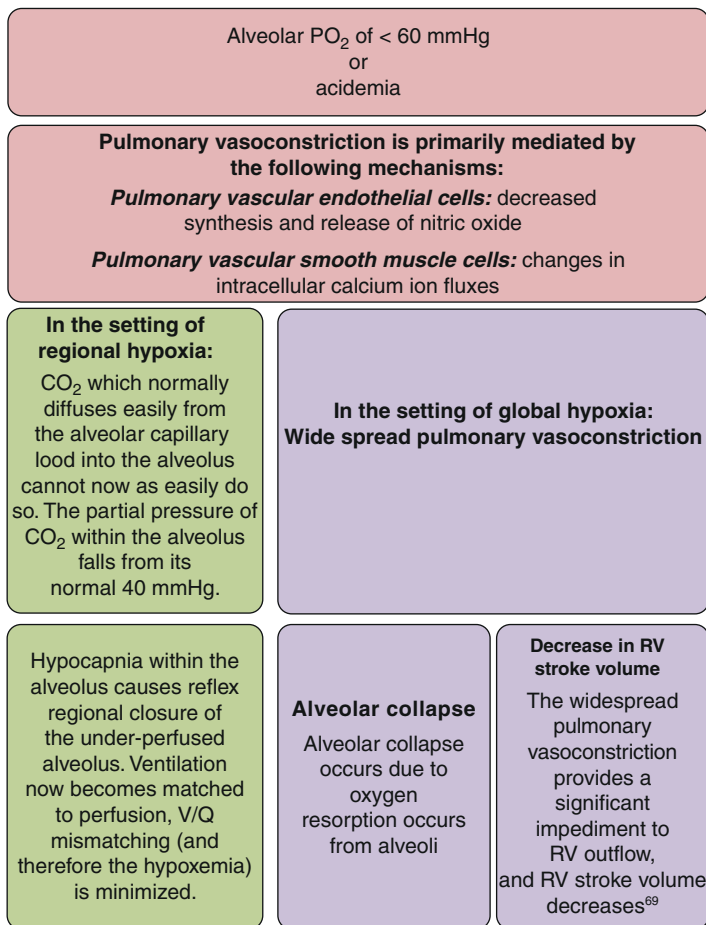 Alveolar PO₂ of < 60 mmHg
or
acidemia
Pulmonary vasoconstriction is primarily mediated by
the following mechanisms:
Pulmonary vascular endothelial cells: decreased
synthesis and release of nitric oxide
Pulmonary vascular smooth muscle cells: changes in
intracellular calcium ion fluxes
In the setting of
regional hypoxia:
CO₂ which normally
diffuses easily from
the alveolar capillary
lood into the alveolus
cannot now as easily do
so. The partial pressure of
CO₂ within the alveolus
falls from its
normal 40 mmHg.
In the setting of global hypoxia:
Wide spread pulmonary vasoconstriction
Hypocapnia within the
alveolus causes reflex
regional closure of
the under-perfused
alveolus. Ventilation
now becomes matched
to perfusion, V/Q
mismatching (and
therefore the hypoxemia)
is minimized.
Alveolar collapse
Alveolar collapse
occurs due to
oxygen
resorption occurs
from alveoli
Decrease in RV
stroke volume
The widespread
pulmonary
vasoconstriction
provides a
significant
impediment to
RV outflow,
and RV stroke volume
decreases⁶⁹